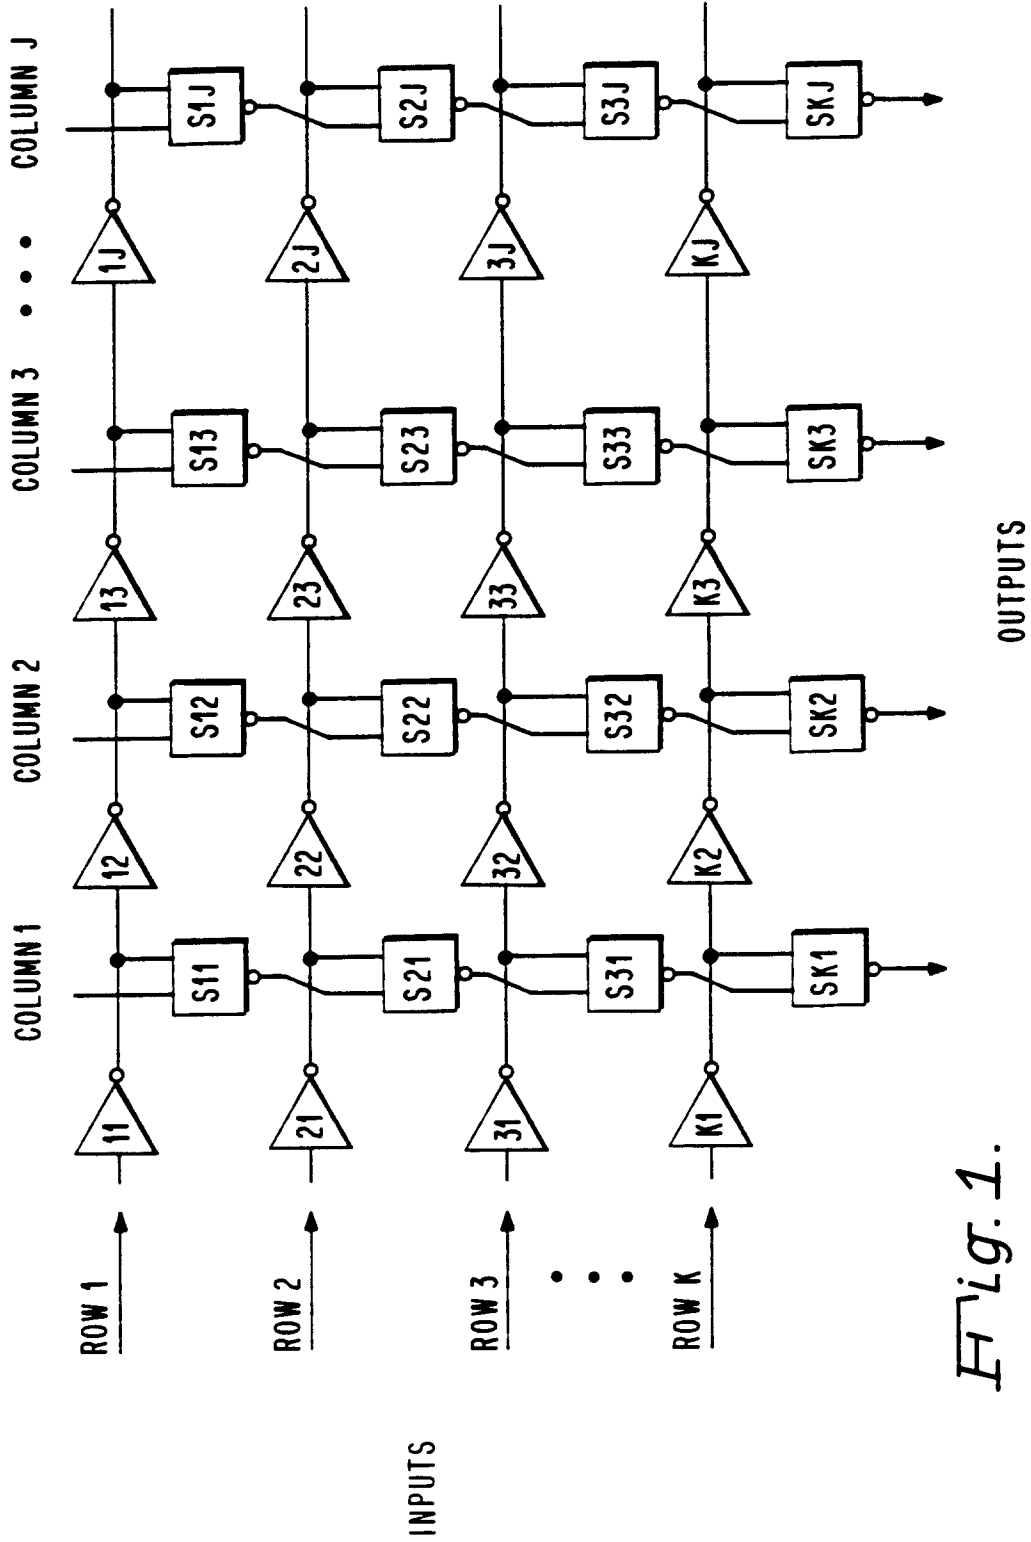 COLUMN 1
COLUMN 2
COLUMN 3
COLUMN J
ROW 1
11
12
13
1J
S11
S12
S13
S1J
ROW 2
21
22
23
2J
S21
S22
S23
S2J
ROW 3
31
32
33
3J
S31
S32
S33
S3J
INPUTS
ROW K
K1
K2
K3
KJ
SK1
SK2
SK3
SKJ
OUTPUTS
Fig. 1.